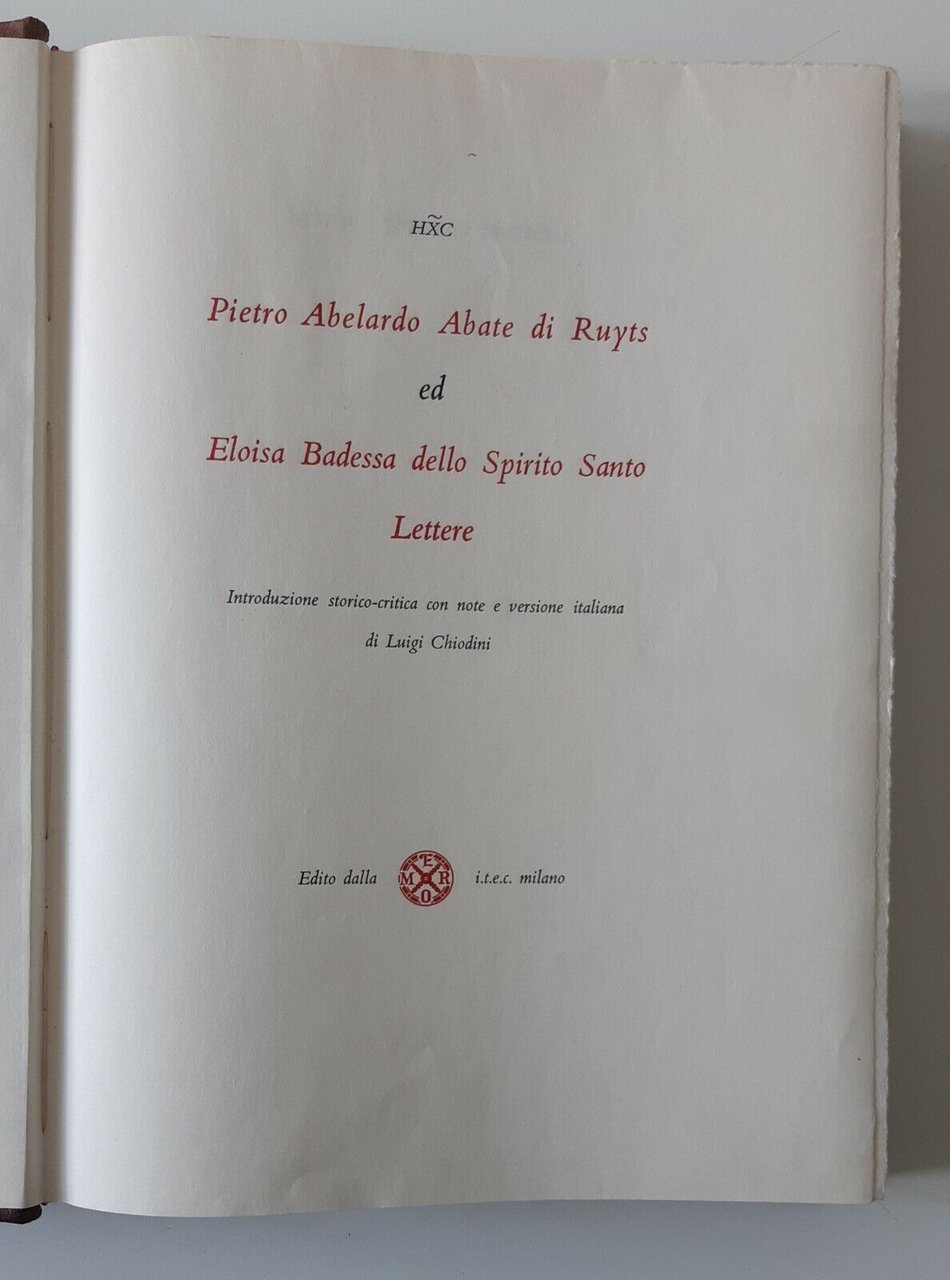 HX̃C
Pietro Abelardo Abate di Ruyts
ed
Eloisa Badessa dello Spirito Santo
Lettere
Introduzione storico-critica con note e versione italiana
di Luigi Chiodini
Edito dalla M E R O i.t.e.c. milano